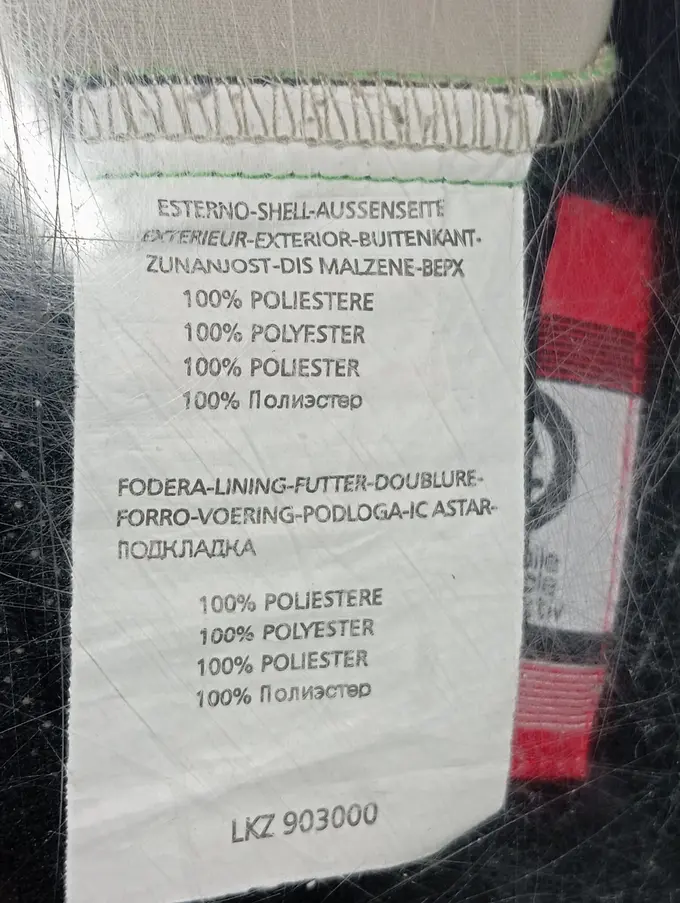 ESTERNO-SHELL-AUSSENSEITE
EXTERIEUR-EXTERIOR-BUITENKANT-
ZUNANJOST-DIS MALZENE-ВЕРХ
100% POLIESTERE
100% POLYESTER
100% POLIESTER
100% Полиэстер
FODERA-LINING-FUTTER-DOUBLURE-
FORRO-VOERING-PODLOGA-IC ASTAR-
ПОДКЛАДКА
100% POLIESTERE
100% POLYESTER
100% POLIESTER
100% Полиэстер
LKZ 903000